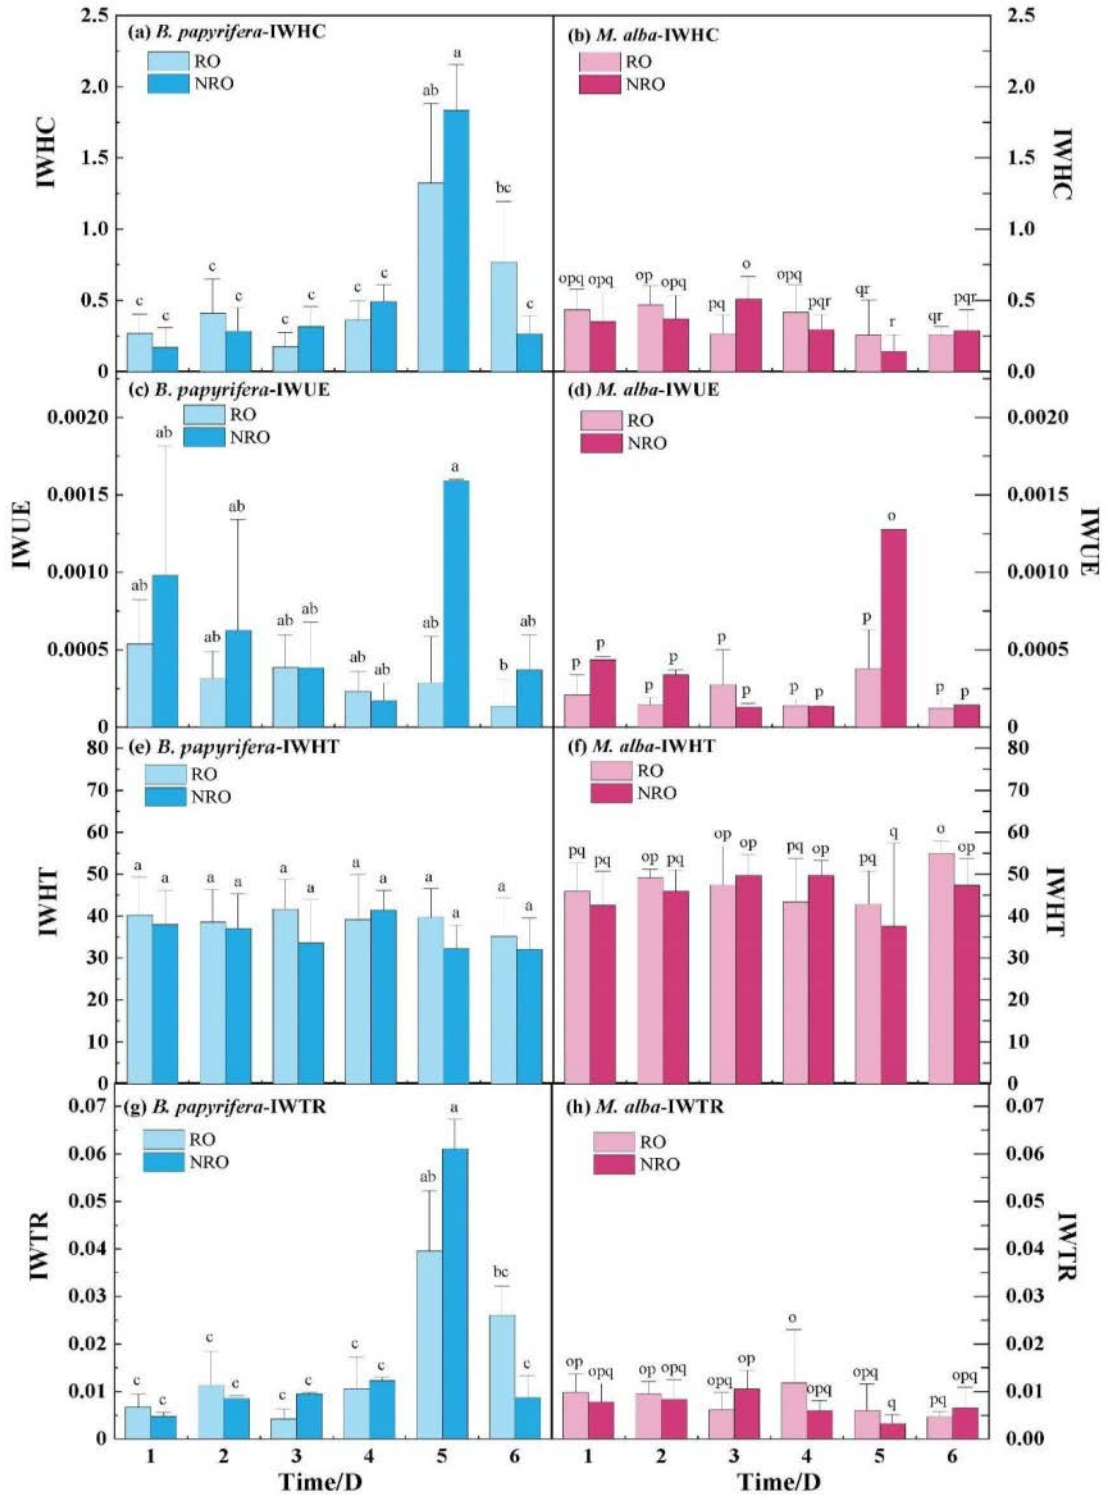 (a) B. papyrifera-IWHC
RO
NRO
IWHC
2.5
2.0
1.5
1.0
0.5
0
c c c c c c c c ab a bc c
(b) M. alba-IWHC
RO
NRO
IWHC
2.5
2.0
1.5
1.0
0.5
0.0
opq opq op opq pq o opq pqr qr r qr pqr
(c) B. papyrifera-IWUE
RO
NRO
IWUE
0.0020
0.0015
0.0010
0.0005
0
ab ab ab ab ab ab ab ab ab a b ab
(d) M. alba-IWUE
RO
NRO
IWUE
0.0020
0.0015
0.0010
0.0005
0
p p p p p p p p p o p p
(e) B. papyrifera-IWHT
RO
NRO
IWHT
80
70
60
50
40
30
20
10
0
a a a a a a a a a a a a
(f) M. alba-IWHT
RO
NRO
IWHT
80
70
60
50
40
30
20
10
0
pq pq op pq op op pq op pq q o op
(g) B. papyrifera-IWTR
RO
NRO
IWTR
0.07
0.06
0.05
0.04
0.03
0.02
0.01
0
c c c c c c c c ab a bc c
1 2 3 4 5 6
Time/D
(h) M. alba-IWTR
RO
NRO
IWTR
0.07
0.06
0.05
0.04
0.03
0.02
0.01
0.00
op opq op opq opq op o opq opq q pq opq
1 2 3 4 5 6
Time/D